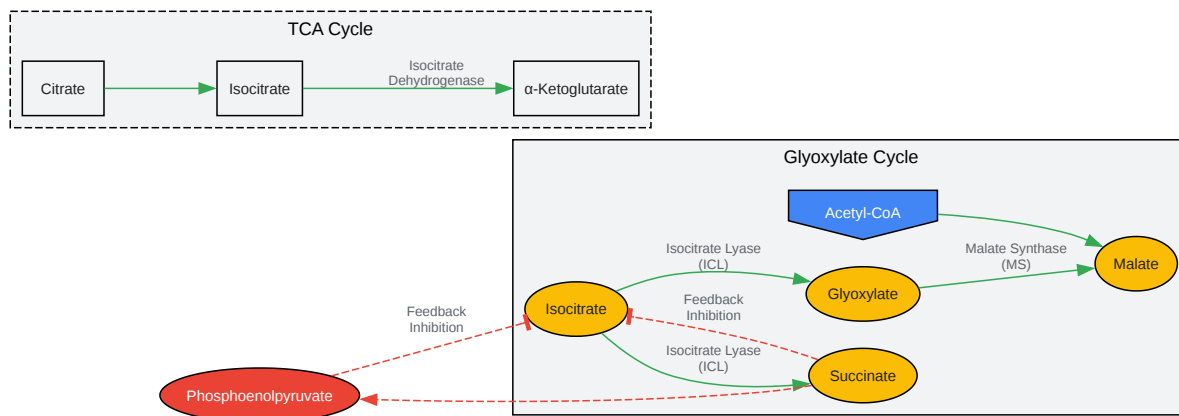 TCA Cycle
Citrate
Isocitrate
Isocitrate
Dehydrogenase
α-Ketoglutarate
Glyoxylate Cycle
Acetyl-CoA
Isocitrate Lyase
(ICL)
Malate Synthase
(MS)
Malate
Glyoxylate
Isocitrate
Feedback
Inhibition
Feedback
Inhibition
Isocitrate Lyase
(ICL)
Succinate
Phosphoenolpyruvate